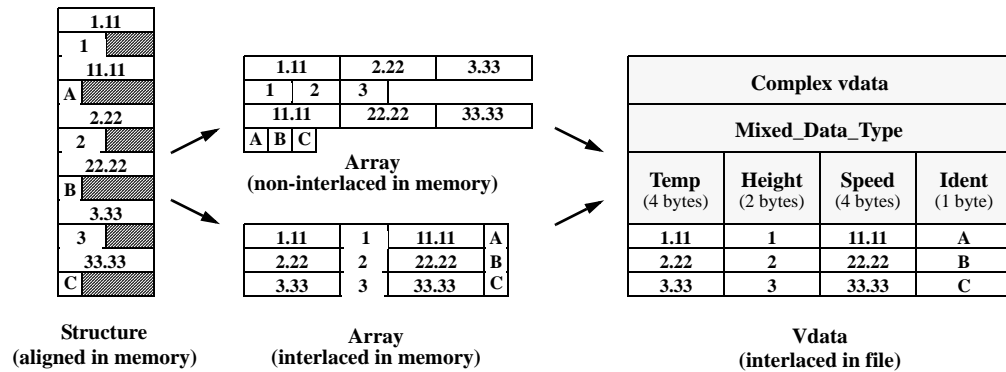 1.11
1
11.11
A
2.22
2
22.22
B
3.33
3
33.33
C
Structure
(aligned in memory)
1.11 2.22 3.33
1 2 3
11.11 22.22 33.33
A B C
Array
(non-interlaced in memory)
1.11 1 11.11 A
2.22 2 22.22 B
3.33 3 33.33 C
Array
(interlaced in memory)
Complex vdata
Mixed_Data_Type
Temp Height Speed Ident
(4 bytes) (2 bytes) (4 bytes) (1 byte)
1.11 1 11.11 A
2.22 2 22.22 B
3.33 3 33.33 C
Vdata
(interlaced in file)